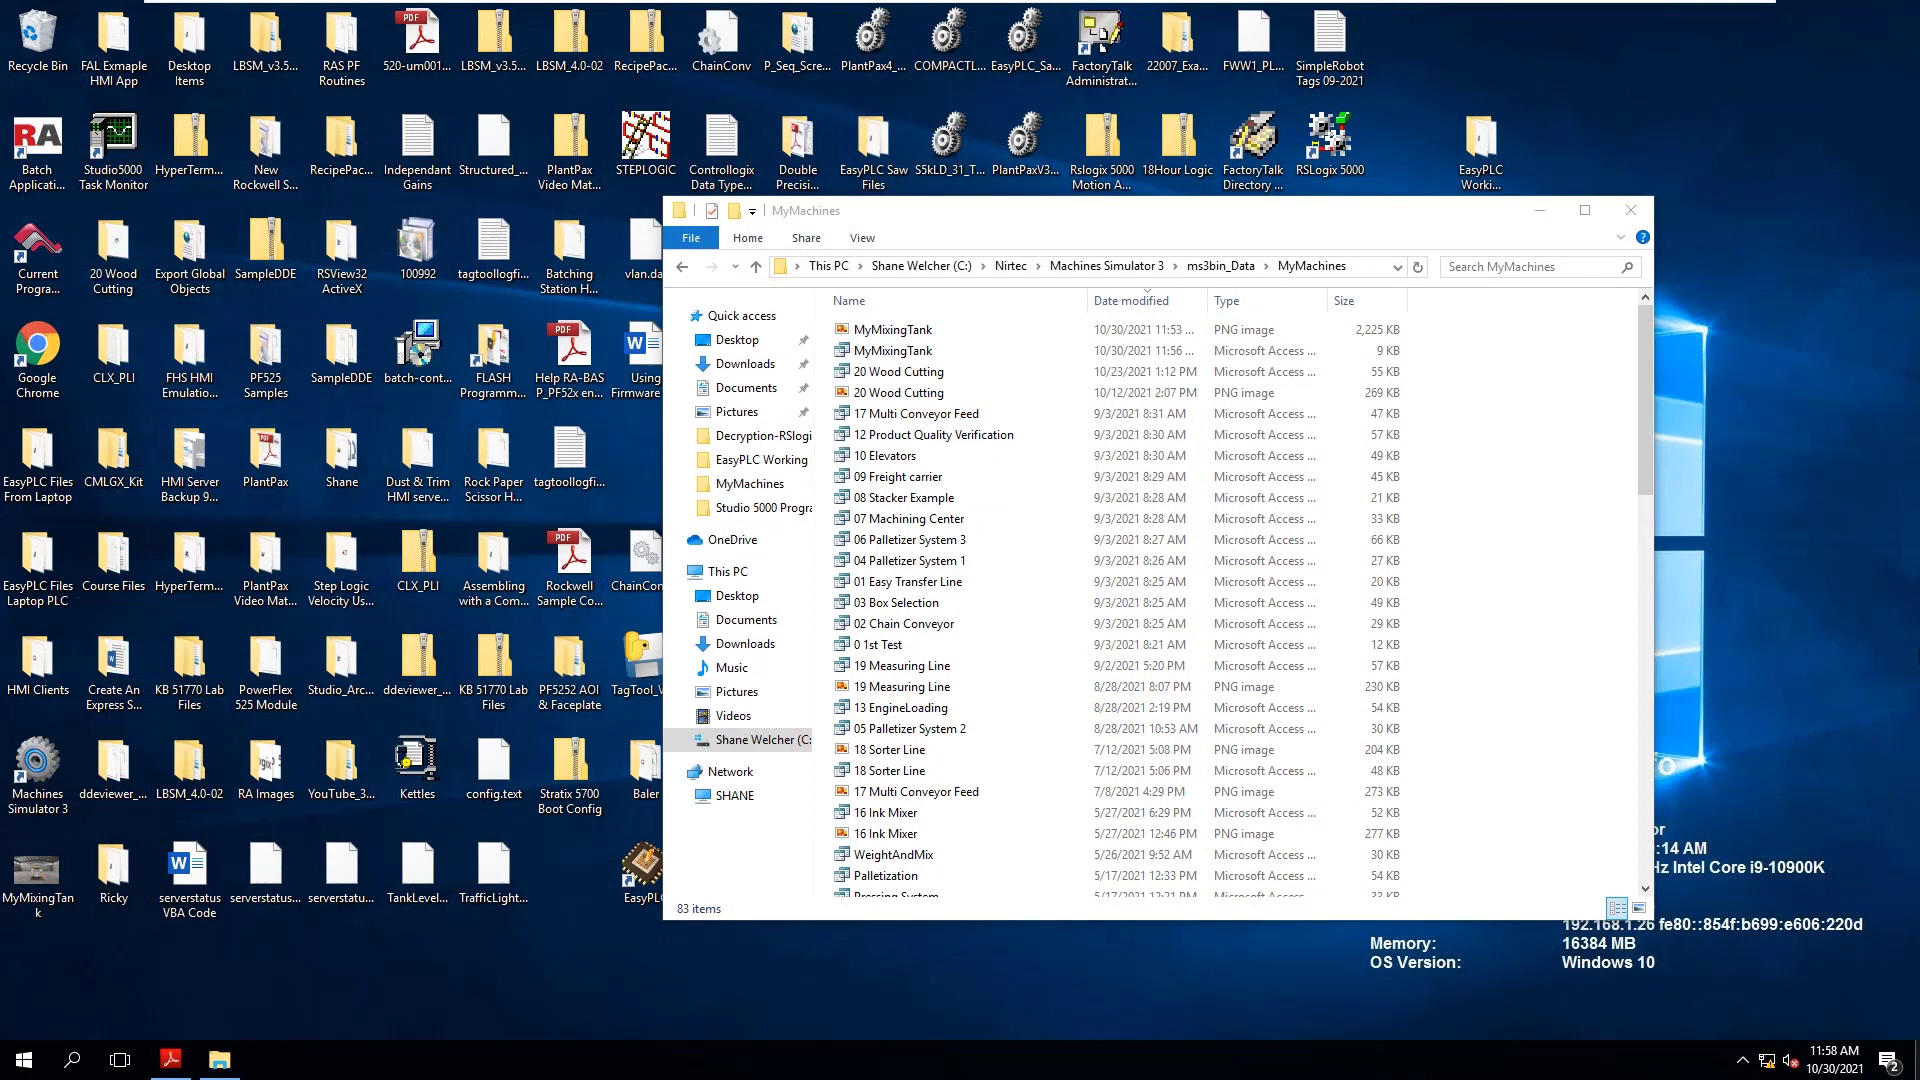 Recycle Bin
FAL Exmaple
HMI App
Desktop
Items
LBSM_v3.5...
RAS PF
Routines
520-um001...
LBSM_v3.5...
LBSM_4.0-02
RecipePac...
ChainConv
P_Seq_Scre...
PlantPax4_...
COMPACTL...
EasyPLC_Sa...
FactoryTalk
Administrat...
22007_Exa...
FWW1_PL...
SimpleRobot
Tags 09-2021
RA
Batch
Applicati...
Studio5000
Task Monitor
HyperTerm...
New
Rockwell S...
RecipePac...
Independant
Gains
Structured_...
PlantPax
Video Mat...
STEPLOGIC
Controllogix
Data Type...
Double
Precisi...
EasyPLC Saw
Files
S5kLD_31_T...
PlantPaxV3...
Rslogix 5000
Motion A...
18Hour Logic
FactoryTalk
Directory ...
RSLogix 5000
EasyPLC
Worki...
Current
Progra...
20 Wood
Cutting
Export Global
Objects
SampleDDE
RSView32
ActiveX
100992
tagtoollogfi...
Batching
Station H...
vlan.da
Google
Chrome
CLX_PLI
FHS HMI
Emulatio...
PF525
Samples
SampleDDE
batch-cont...
FLASH
Programm...
Help RA-BAS
P_PF52x en...
Using
Firmware
EasyPLC Files
From Laptop
CMLGX_Kit
HMI Server
Backup 9...
PlantPax
Shane
Dust & Trim
HMI serve...
Rock Paper
Scissor H...
tagtoollogfi...
EasyPLC Files
Laptop PLC
Course Files
HyperTerm...
PlantPax
Video Mat...
Step Logic
Velocity Us...
CLX_PLI
Assembling
with a Com...
Rockwell
Sample Co...
ChainCon
HMI Clients
Create An
Express S...
KB 51770 Lab
Files
PowerFlex
525 Module
Studio_Arc...
ddeviewer_...
KB 51770 Lab
Files
PF5252 AOI
& Faceplate
TagTool_V
Machines
Simulator 3
ddeviewer_...
LBSM_4.0-02
RA Images
YouTube_3...
Kettles
config.text
Stratix 5700
Boot Config
Baler
MyMixingTan
k
Ricky
serverstatus
VBA Code
serverstatus...
serverstatu...
TankLevel...
TrafficLight...
EasyPLC
MyMachines
File Home Share View
This PC > Shane Welcher (C:) > Nirtec > Machines Simulator 3 > ms3bin_Data > MyMachines
Search MyMachines
Quick access
Desktop
Downloads
Documents
Pictures
Decryption-RSlogi
EasyPLC Working
MyMachines
Studio 5000 Progra
OneDrive
This PC
Desktop
Documents
Downloads
Music
Pictures
Videos
Shane Welcher (C:
Network
SHANE
Name Date modified Type Size
MyMixingTank 10/30/2021 11:53 ... PNG image 2,225 KB
MyMixingTank 10/30/2021 11:56 ... Microsoft Access ... 9 KB
20 Wood Cutting 10/23/2021 1:12 PM Microsoft Access ... 55 KB
20 Wood Cutting 10/12/2021 2:07 PM PNG image 269 KB
17 Multi Conveyor Feed 9/3/2021 8:31 AM Microsoft Access ... 47 KB
12 Product Quality Verification 9/3/2021 8:30 AM Microsoft Access ... 57 KB
10 Elevators 9/3/2021 8:30 AM Microsoft Access ... 49 KB
09 Freight carrier 9/3/2021 8:29 AM Microsoft Access ... 45 KB
08 Stacker Example 9/3/2021 8:28 AM Microsoft Access ... 21 KB
07 Machining Center 9/3/2021 8:28 AM Microsoft Access ... 33 KB
06 Palletizer System 3 9/3/2021 8:27 AM Microsoft Access ... 66 KB
04 Palletizer System 1 9/3/2021 8:26 AM Microsoft Access ... 27 KB
01 Easy Transfer Line 9/3/2021 8:25 AM Microsoft Access ... 20 KB
03 Box Selection 9/3/2021 8:25 AM Microsoft Access ... 49 KB
02 Chain Conveyor 9/3/2021 8:25 AM Microsoft Access ... 29 KB
0 1st Test 9/3/2021 8:21 AM Microsoft Access ... 12 KB
19 Measuring Line 9/2/2021 5:20 PM Microsoft Access ... 57 KB
19 Measuring Line 8/28/2021 8:07 PM PNG image 230 KB
13 EngineLoading 8/28/2021 2:19 PM Microsoft Access ... 54 KB
05 Palletizer System 2 8/28/2021 10:53 AM Microsoft Access ... 30 KB
18 Sorter Line 7/12/2021 5:08 PM PNG image 204 KB
18 Sorter Line 7/12/2021 5:06 PM Microsoft Access ... 48 KB
17 Multi Conveyor Feed 7/8/2021 4:29 PM PNG image 273 KB
16 Ink Mixer 5/27/2021 6:29 PM Microsoft Access ... 52 KB
16 Ink Mixer 5/27/2021 12:46 PM PNG image 277 KB
WeightAndMix 5/26/2021 9:52 AM Microsoft Access ... 30 KB
Palletization 5/17/2021 12:33 PM Microsoft Access ... 54 KB
Pressing System 5/17/2021 12:31 PM Microsoft Access ... 33 KB
83 items
or
:14 AM
Hz Intel Core i9-10900K
192.168.1.26 fe80::854f:b699:e606:220d
Memory: 16384 MB
OS Version: Windows 10
11:58 AM
10/30/2021
2